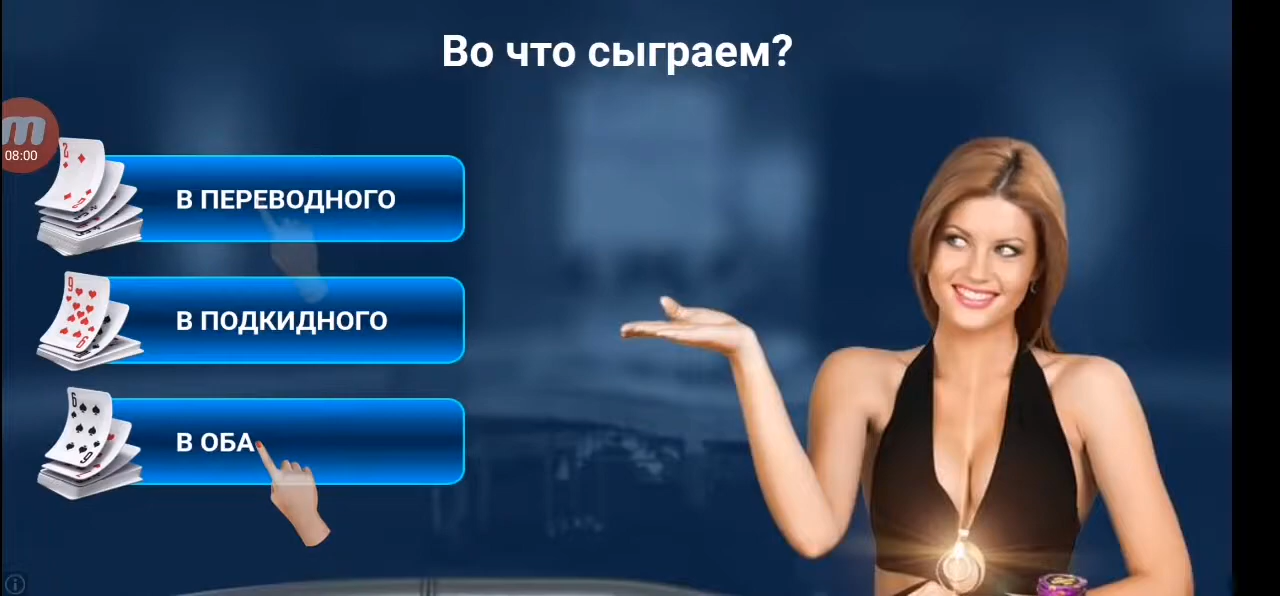 Во что сыграем?
m
08:00
В ПЕРЕВОДНОГО
В ПОДКИДНОГО
В ОБА